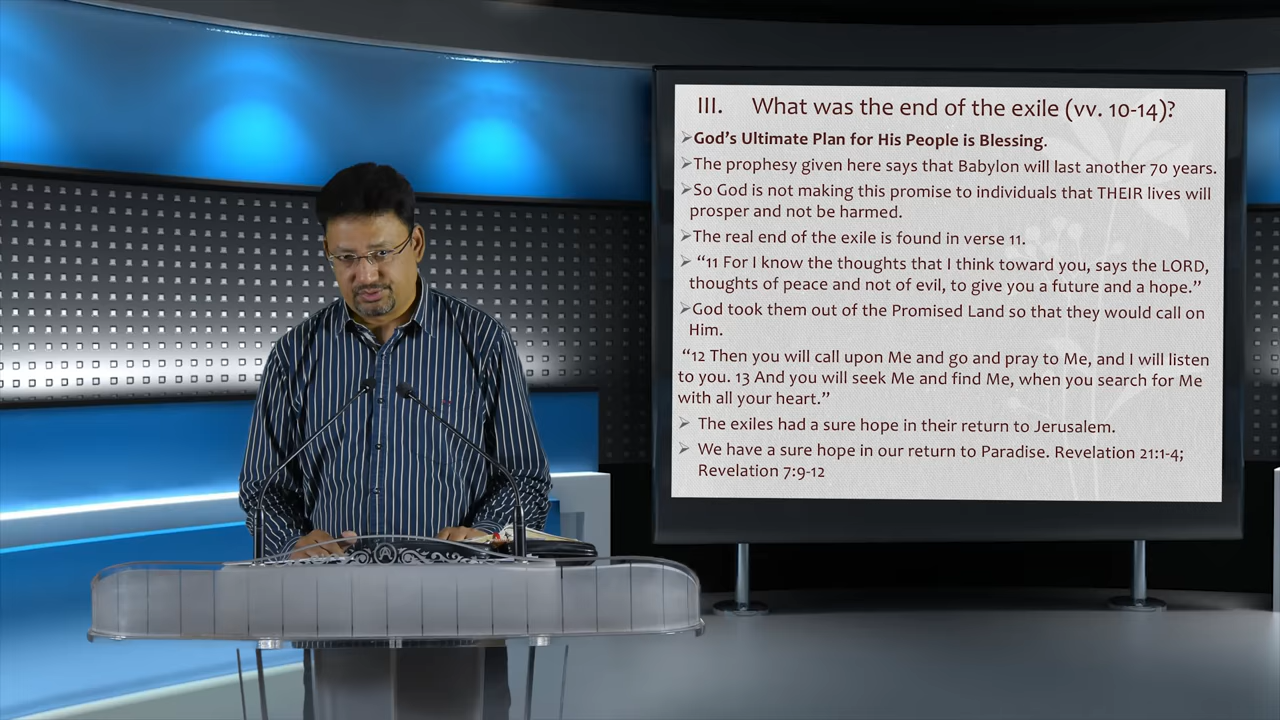 III. What was the end of the exile (vv. 10-14)?
➢God's Ultimate Plan for His People is Blessing.
➢The prophesy given here says that Babylon will last another 70 years.
➢So God is not making this promise to individuals that THEIR lives will
prosper and not be harmed.
➢The real end of the exile is found in verse 11.
➢ “11 For I know the thoughts that I think toward you, says the LORD,
thoughts of peace and not of evil, to give you a future and a hope.”
➢God took them out of the Promised Land so that they would call on
Him.
“12 Then you will call upon Me and go and pray to Me, and I will listen
to you. 13 And you will seek Me and find Me, when you search for Me
with all your heart.”
➢ The exiles had a sure hope in their return to Jerusalem.
➢ We have a sure hope in our return to Paradise. Revelation 21:1-4;
Revelation 7:9-12
A